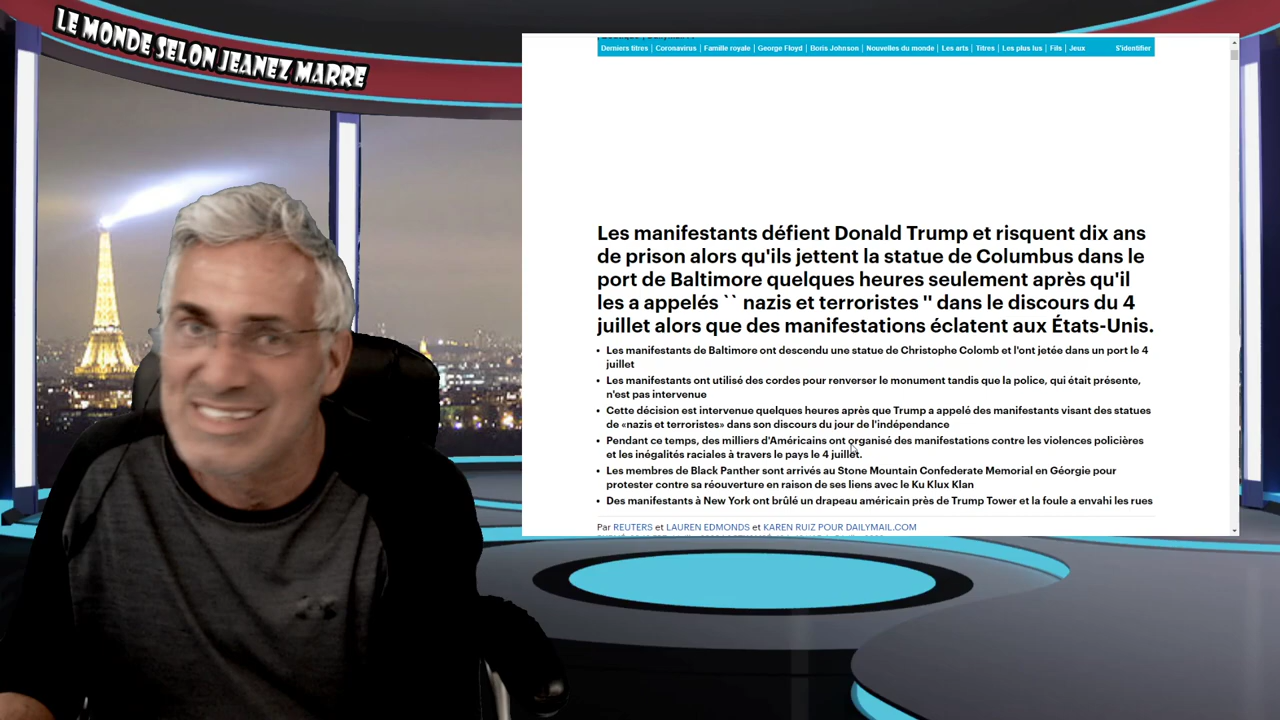 LE MONDE SELON JEANEZ MARRE
Derniers titres | Coronavirus | Famille royale | George Floyd | Boris Johnson | Nouvelles du monde | Les arts | Titres | Les plus lus | Fils | Jeux S'identifier
Les manifestants défient Donald Trump et risquent dix ans
de prison alors qu'ils jettent la statue de Columbus dans le
port de Baltimore quelques heures seulement après qu'il
les a appelés `` nazis et terroristes '' dans le discours du 4
juillet alors que des manifestations éclatent aux États-Unis.
• Les manifestants de Baltimore ont descendu une statue de Christophe Colomb et l'ont jetée dans un port le 4
juillet
• Les manifestants ont utilisé des cordes pour renverser le monument tandis que la police, qui était présente,
n'est pas intervenue
• Cette décision est intervenue quelques heures après que Trump a appelé des manifestants visant des statues
de «nazis et terroristes» dans son discours du jour de l'indépendance
• Pendant ce temps, des milliers d'Américains ont organisé des manifestations contre les violences policières
et les inégalités raciales à travers le pays le 4 juillet.
• Les membres de Black Panther sont arrivés au Stone Mountain Confederate Memorial en Géorgie pour
protester contre sa réouverture en raison de ses liens avec le Ku Klux Klan
• Des manifestants à New York ont brûlé un drapeau américain près de Trump Tower et la foule a envahi les rues
Par REUTERS et LAUREN EDMONDS et KAREN RUIZ POUR DAILYMAIL.COM